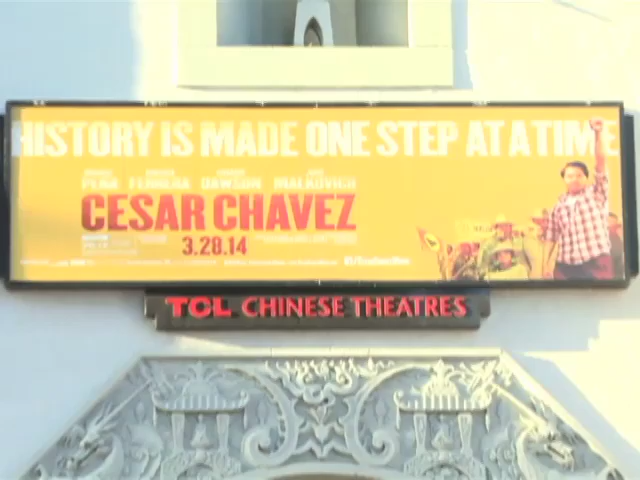 HISTORY IS MADE ONE STEP AT A TIME
PEÑA FERRERA DAWSON MALKOVICH
CESAR CHAVEZ
3.28.14
TCL CHINESE THEATRES